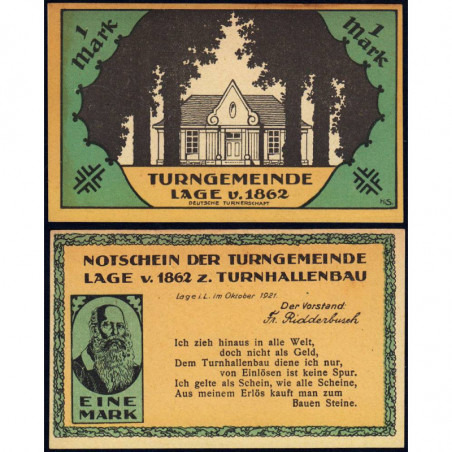 1 Mark
1 Mark
TURNGEMEINDE
LAGE v. 1862
DEUTSCHE TURNERSCHAFT
NOTSCHEIN DER TURNGEMEINDE
LAGE v. 1862 z. TURNHALLENBAU
Lage i. L. im Oktober 1921.
Der Vorstand:
Fr. Ridderbusch
Ich zieh hinaus in alle Welt,
doch nicht als Geld,
Dem Turnhallenbau diene ich nur,
von Einlösen ist keine Spur.
Ich gelte als Schein, wie alle Scheine,
Aus meinem Erlös kauft man zum
Bauen Steine.
EINE
MARK